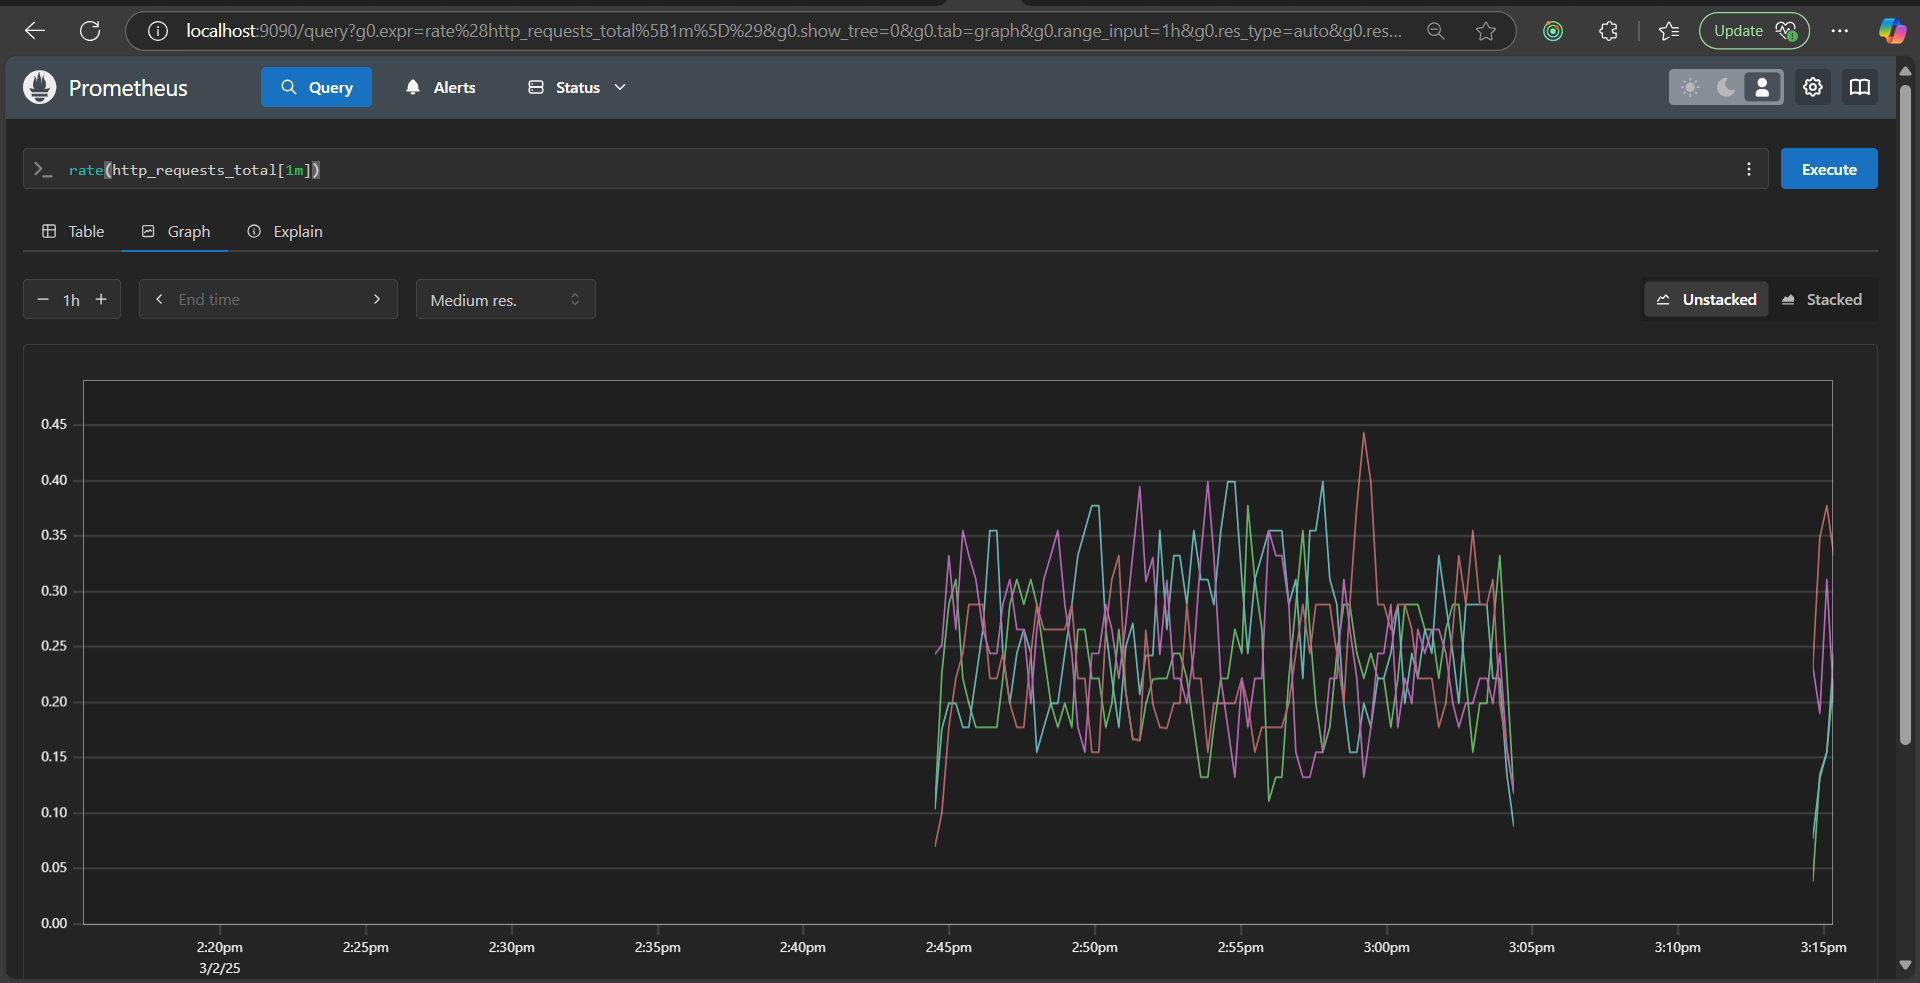 localhost:9090/query?g0.expr=rate%28http_requests_total%5B1m%5D%29&g0.show_tree=0&g0.tab=graph&g0.range_input=1h&g0.res_type=auto&g0.res...
Update
Prometheus
Query
Alerts
Status
rate(http_requests_total[1m])
Execute
Table
Graph
Explain
1h
End time
Medium res.
Unstacked
Stacked
0.45
0.40
0.35
0.30
0.25
0.20
0.15
0.10
0.05
0.00
2:20pm 2:25pm 2:30pm 2:35pm 2:40pm 2:45pm 2:50pm 2:55pm 3:00pm 3:05pm 3:10pm 3:15pm
3/2/25